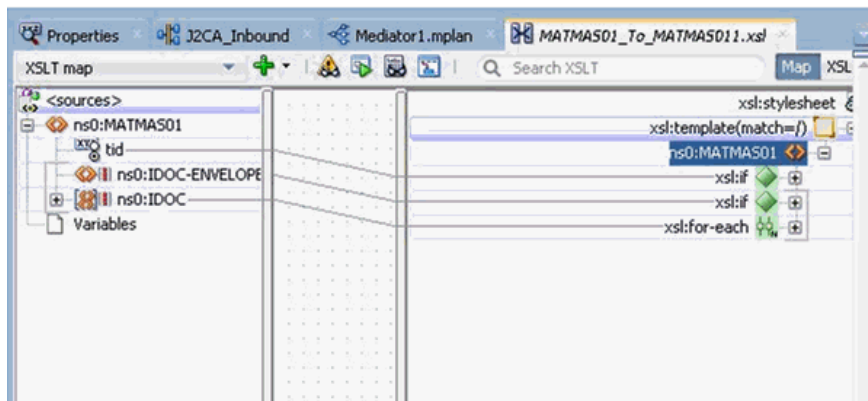 Properties J2CA_Inbound Mediator1.mplan MATMAS01_To_MATMAS011.xsl
XSLT map Search XSLT Map XSL
<sources> xsl:stylesheet
ns0:MATMAS01 xsl:template(match=/)
tid ns0:MATMAS01
ns0:IDOC-ENVELOPE xsl:if
ns0:IDOC xsl:if
Variables xsl:for-each